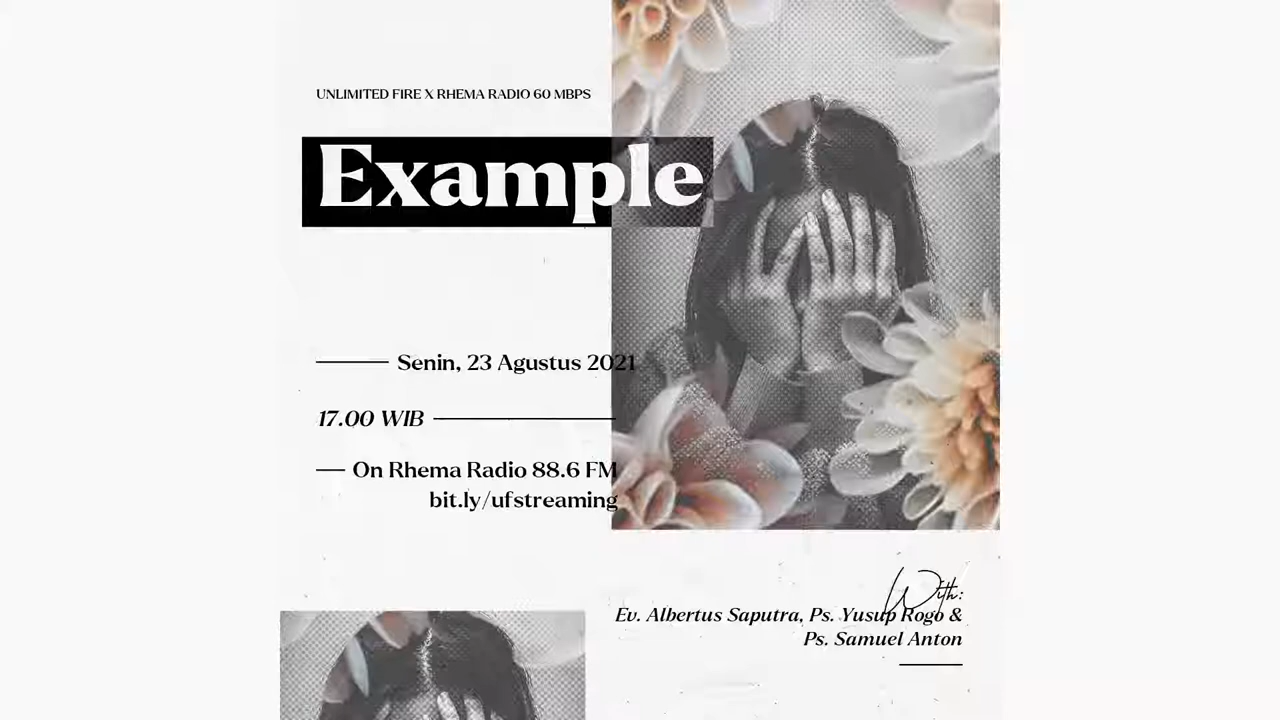 UNLIMITED FIRE X RHEMA RADIO 60 MBPS
Example
Senin, 23 Agustus 2021
17.00 WIB
On Rhema Radio 88.6 FM
bit.ly/ufstreaming
With:
Ev. Albertus Saputra, Ps. Yusup Rogo &
Ps. Samuel Anton